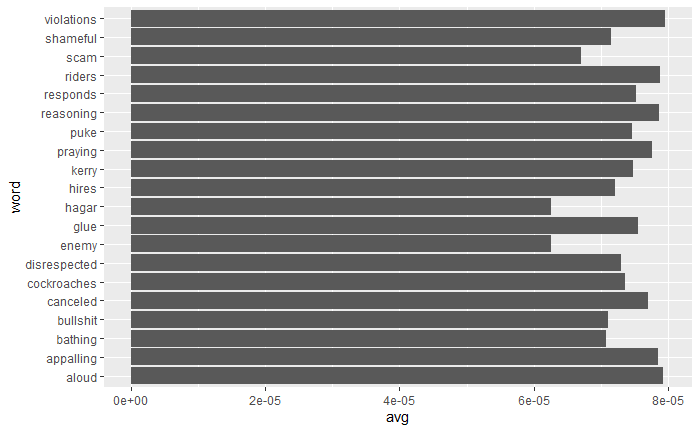 violations
shameful
scam
riders
responds
reasoning
puke
praying
kerry
hires
hagar
glue
enemy
disrespected
cockroaches
canceled
bullshit
bathing
appalling
aloud
word
0e+00 2e-05 4e-05 6e-05 8e-05
avg